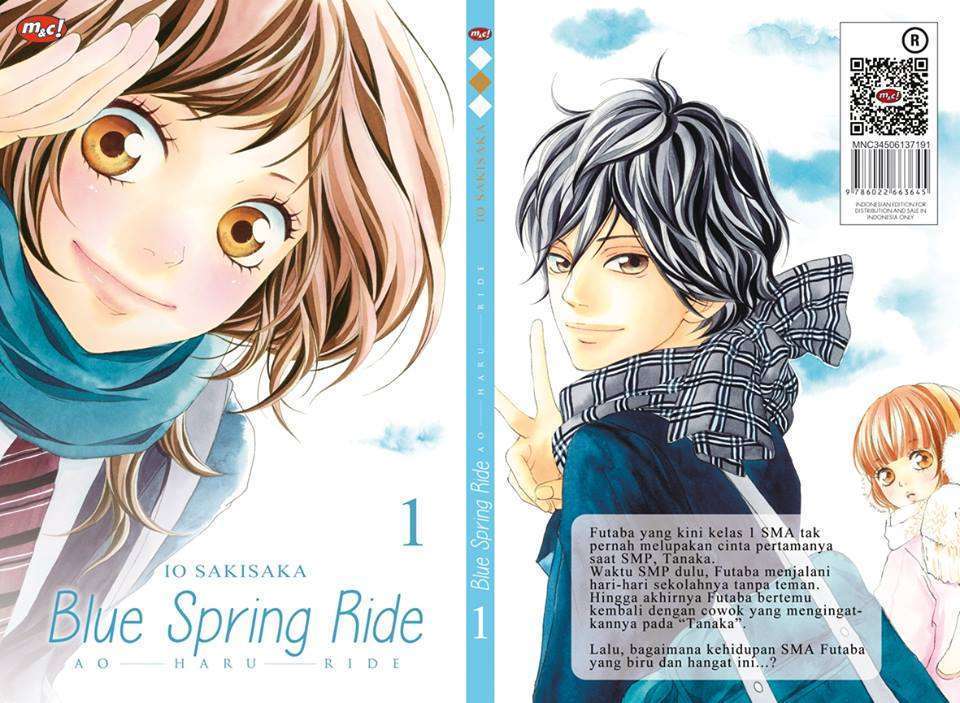 m&c!
1
IO SAKISAKA
Blue Spring Ride
AO HARU RIDE
m&c!
IO SAKISAKA
Blue Spring Ride AO HARU RIDE
1
R
m&c!
MNC34506137191
9 786022 663645
INDONESIAN EDITION FOR
DISTRIBUTION AND SALE IN
INDONESIA ONLY
Futaba yang kini kelas 1 SMA tak
pernah melupakan cinta pertamanya
saat SMP, Tanaka.
Waktu SMP dulu, Futaba menjalani
hari-hari sekolahnya tanpa teman.
Hingga akhirnya Futaba bertemu
kembali dengan cowok yang mengingat-
kannya pada “Tanaka”.
Lalu, bagaimana kehidupan SMA Futaba
yang biru dan hangat ini...?